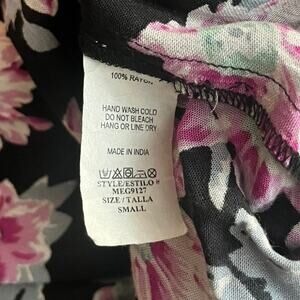 100% RAYON
HAND WASH COLD
DO NOT BLEACH
HANG OR LINE DRY
MADE IN INDIA
STYLE/ESTILO #
MEG9127
SIZE/TALLA
SMALL